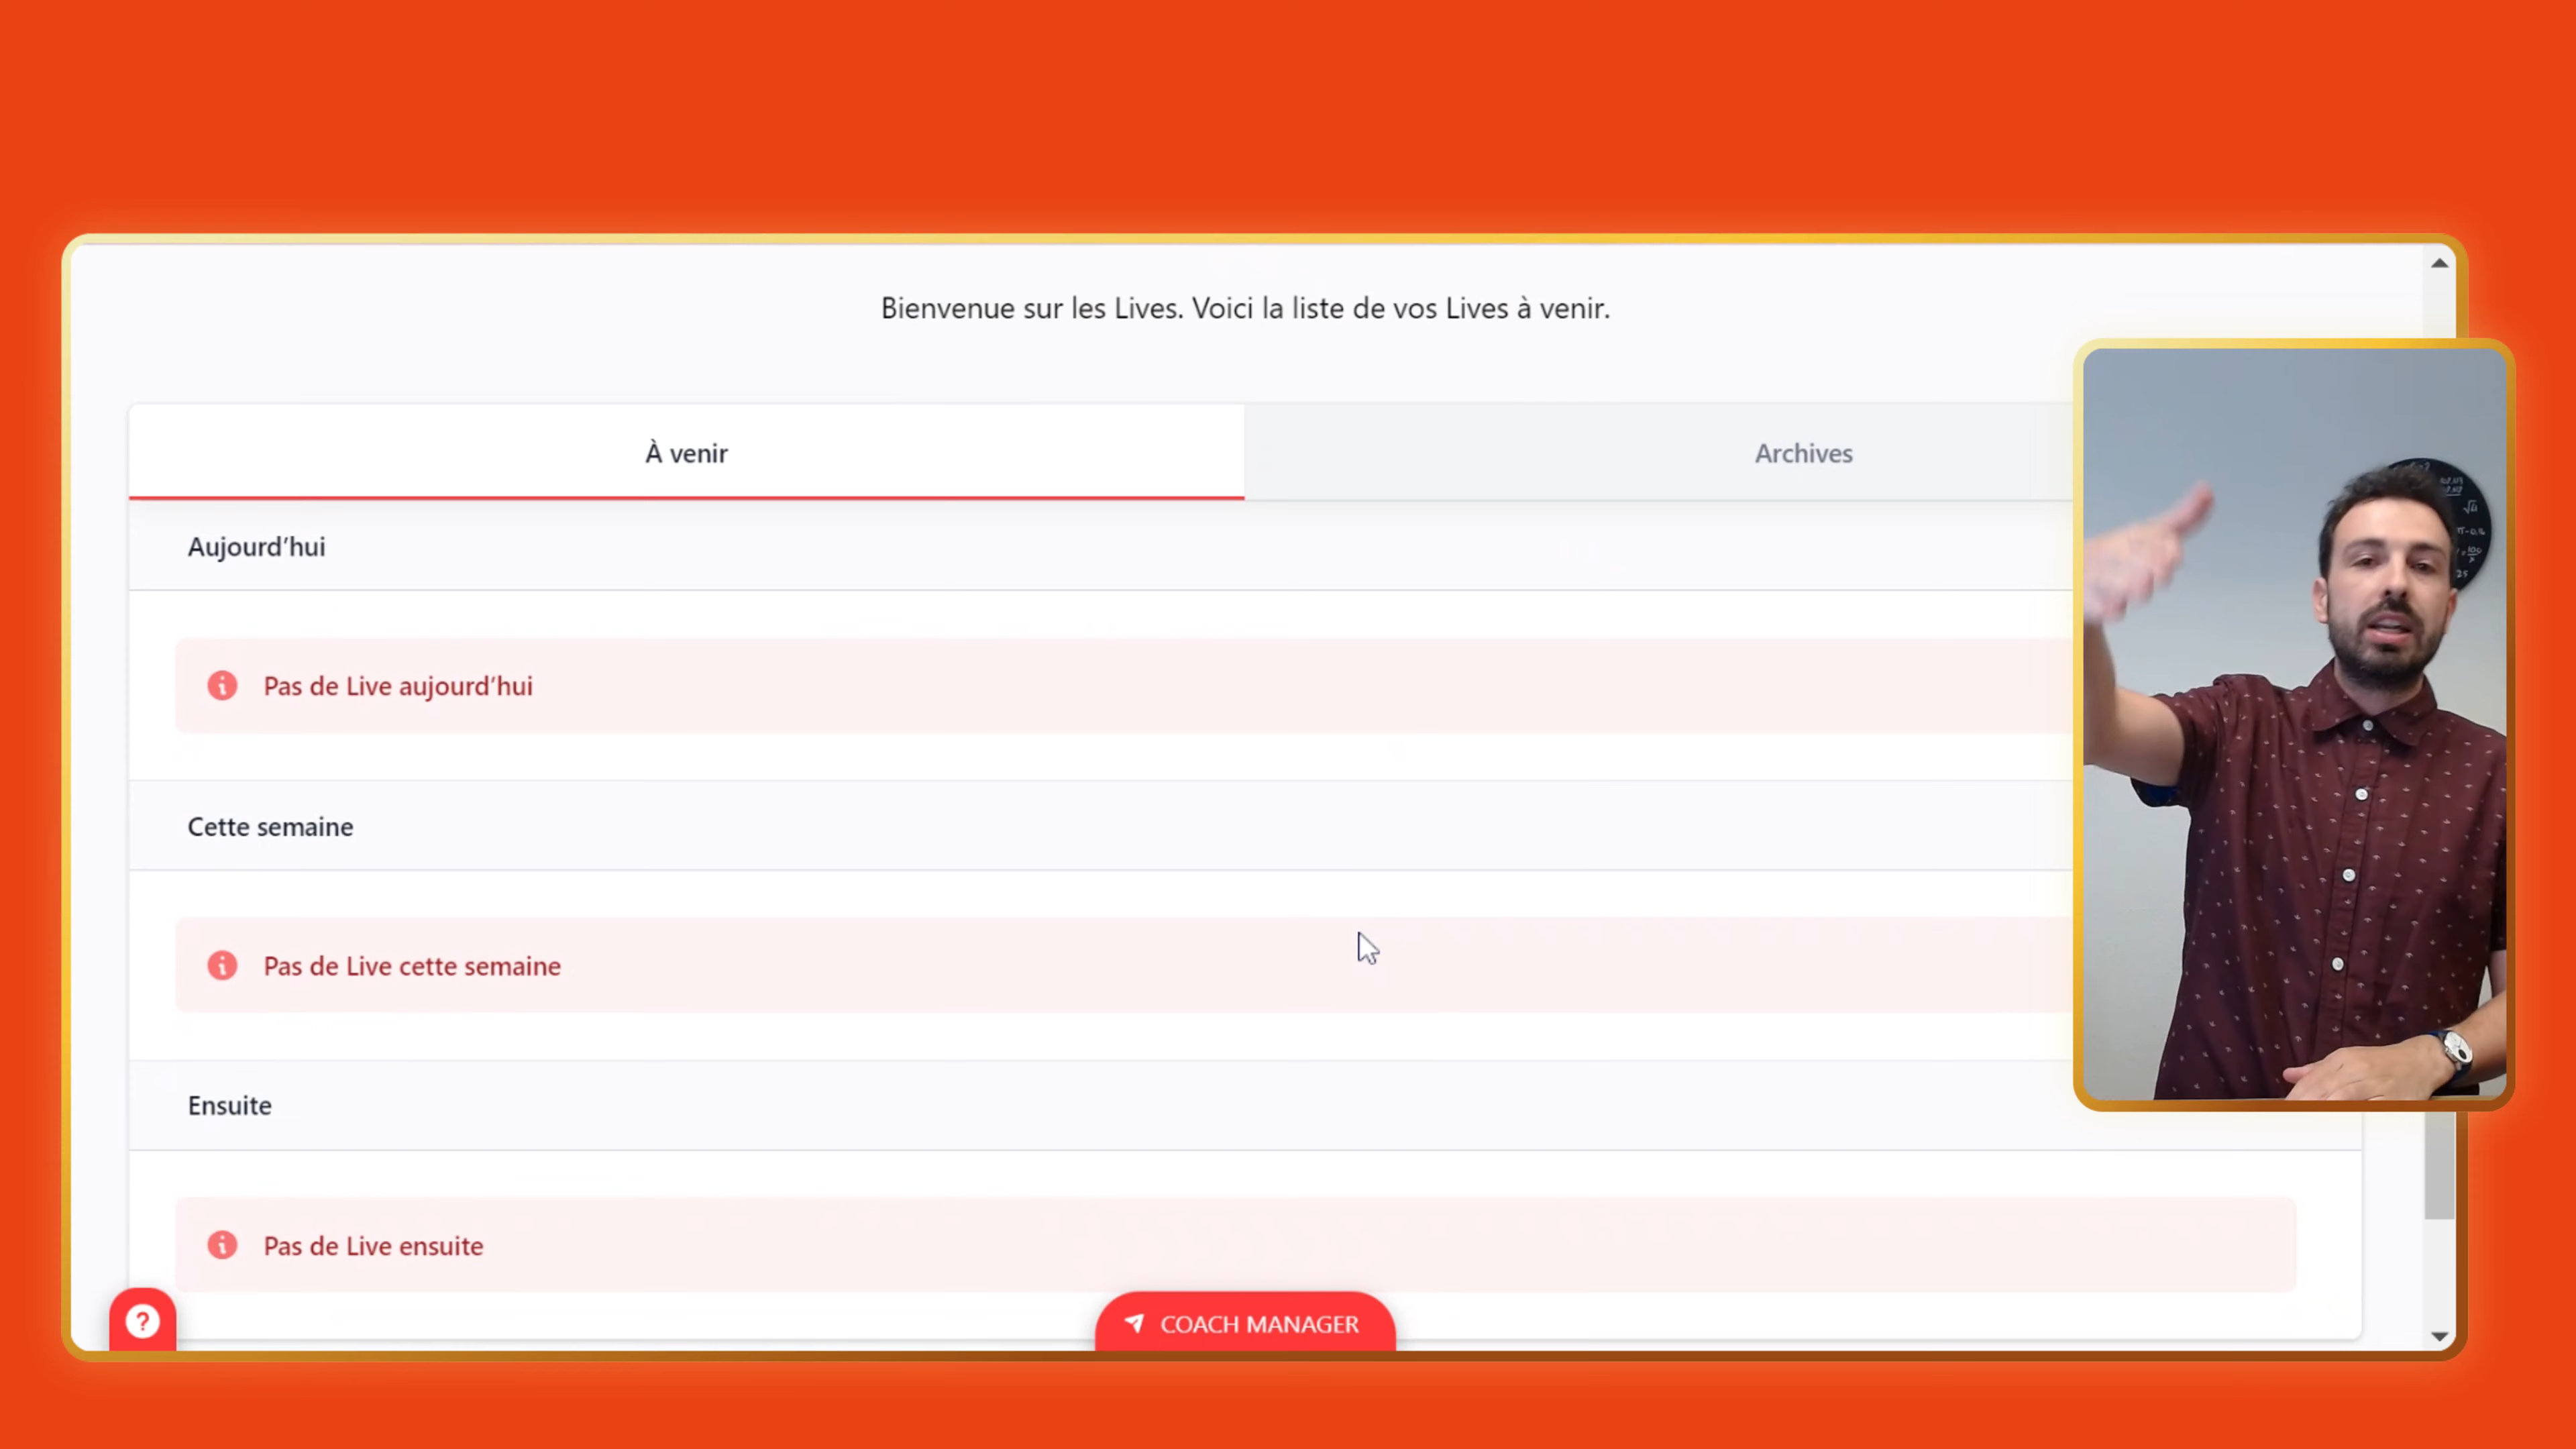 Bienvenue sur les Lives. Voici la liste de vos Lives à venir.
À venir
Archives
Aujourd’hui
Pas de Live aujourd’hui
Cette semaine
Pas de Live cette semaine
Ensuite
Pas de Live ensuite
?
COACH MANAGER